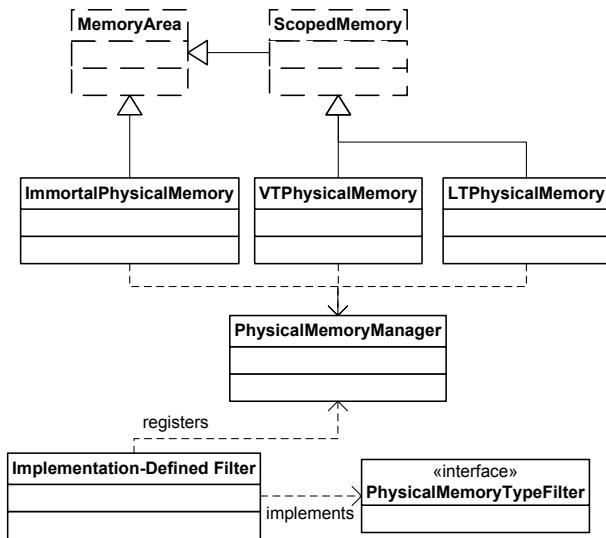 MemoryArea
ScopedMemory
ImmortalPhysicalMemory
VTPhysicalMemory
LTPhysicalMemory
PhysicalMemoryManager
registers
Implementation-Defined Filter
implements
«interface»
PhysicalMemoryTypeFilter